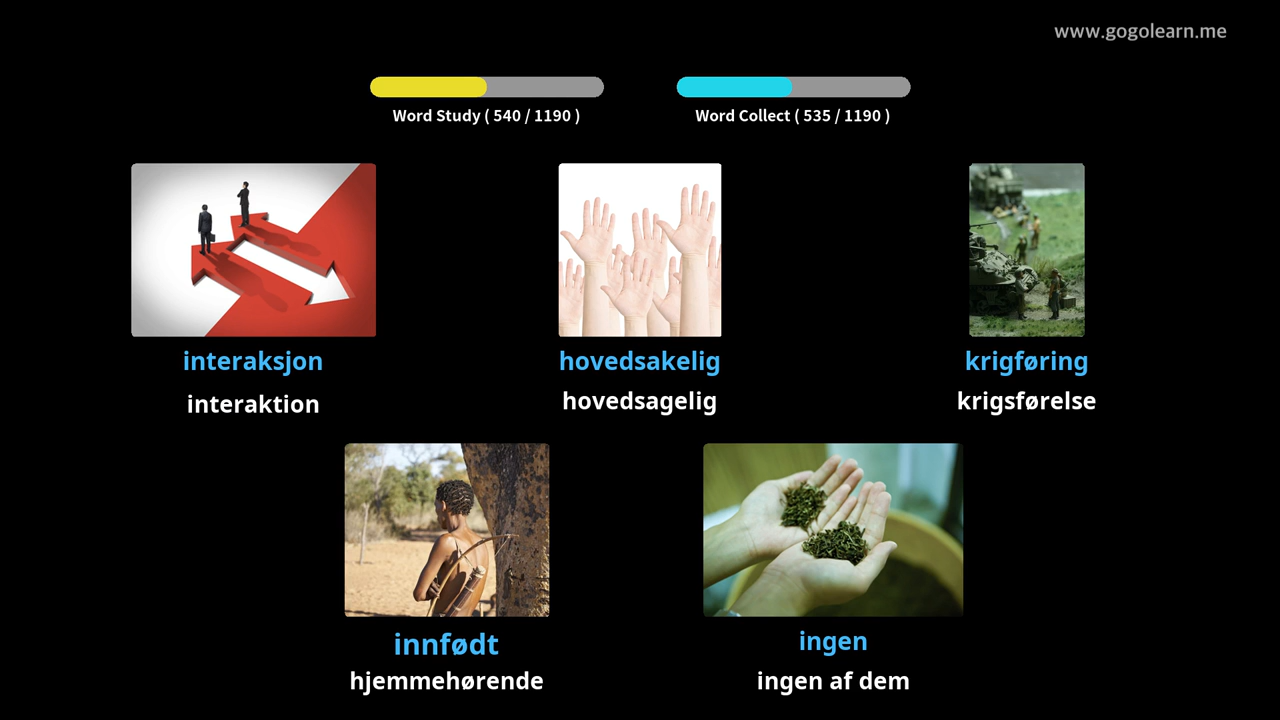 www.gogolearn.me
Word Study ( 540 / 1190 )
Word Collect ( 535 / 1190 )
interaksjon
interaktion
hovedsakelig
hovedsagelig
krigføring
krigsførelse
innfødt
hjemmehørende
ingen
ingen af dem